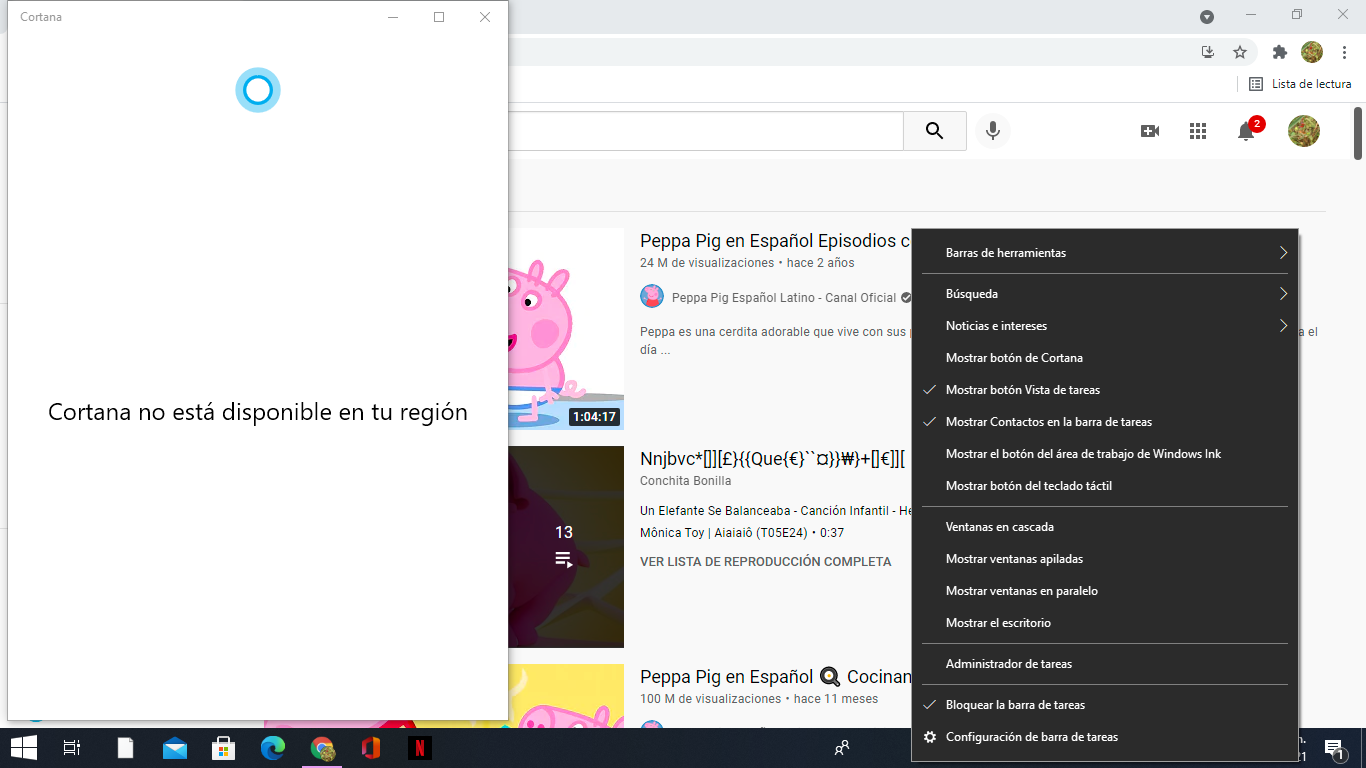 Cortana
Cortana no está disponible en tu región
Lista de lectura
2
Peppa Pig en Español Episodios c
24 M de visualizaciones • hace 2 años
Peppa Pig Español Latino - Canal Oficial
Peppa es una cerdita adorable que vive con sus
a el
día ...
1:04:17
Nnjbvc*[]][£}{{Que{€}``¤}}₩}+[]€]][
Conchita Bonilla
13
Un Elefante Se Balanceaba - Canción Infantil - He
Mônica Toy | Aiaiaiô (T05E24) • 0:37
VER LISTA DE REPRODUCCIÓN COMPLETA
Peppa Pig en Español 🍳 Cocinan
100 M de visualizaciones • hace 11 meses
Barras de herramientas
Búsqueda
Noticias e intereses
Mostrar botón de Cortana
Mostrar botón Vista de tareas
Mostrar Contactos en la barra de tareas
Mostrar el botón del área de trabajo de Windows Ink
Mostrar botón del teclado táctil
Ventanas en cascada
Mostrar ventanas apiladas
Mostrar ventanas en paralelo
Mostrar el escritorio
Administrador de tareas
Bloquear la barra de tareas
Configuración de barra de tareas
N
n.
21
1